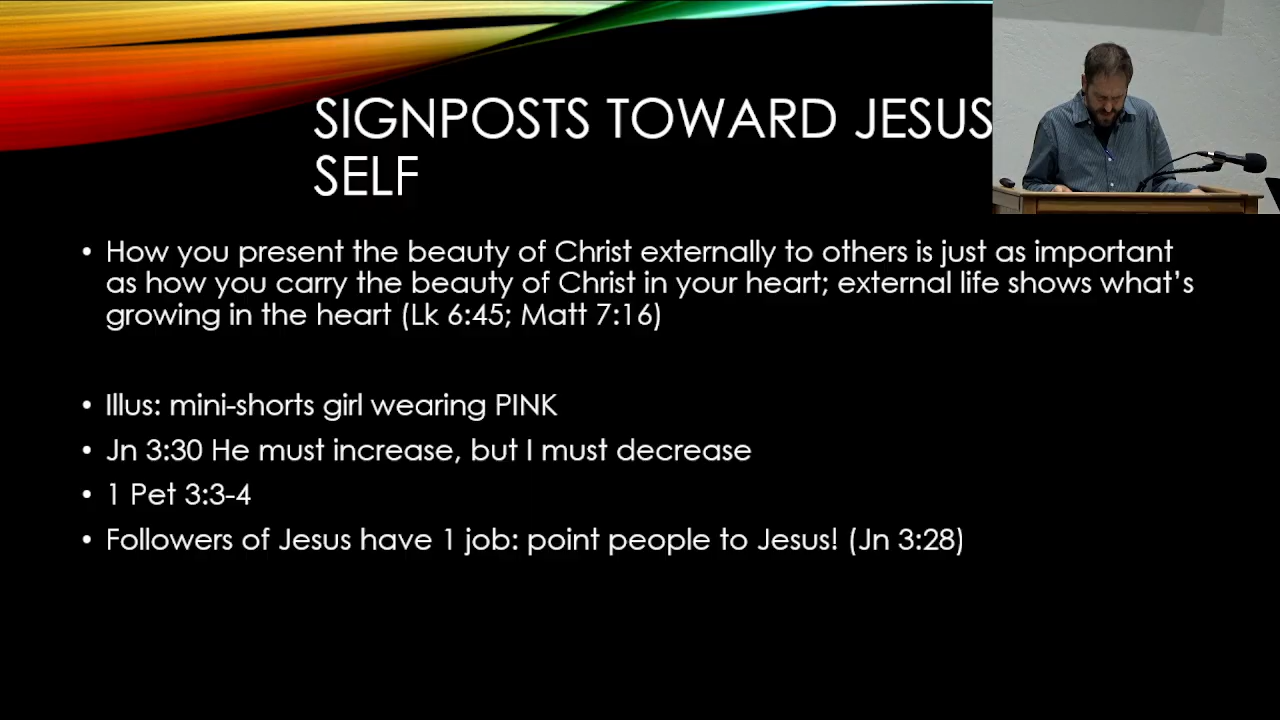 SIGNPOSTS TOWARD JESUS
SELF
• How you present the beauty of Christ externally to others is just as important
as how you carry the beauty of Christ in your heart; external life shows what's
growing in the heart (Lk 6:45; Matt 7:16)
• Illus: mini-shorts girl wearing PINK
• Jn 3:30 He must increase, but I must decrease
• 1 Pet 3:3-4
• Followers of Jesus have 1 job: point people to Jesus! (Jn 3:28)